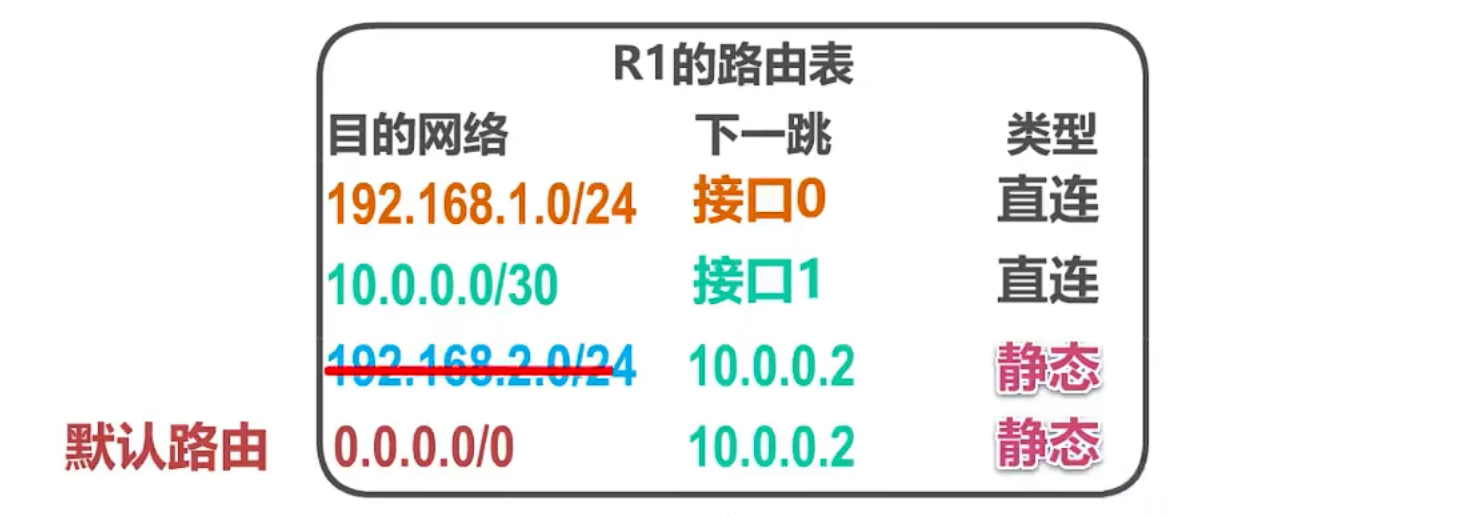 R1的路由表
目的网络 下一跳 类型
192.168.1.0/24 接口0 直连
10.0.0.0/30 接口1 直连
192.168.2.0/24 10.0.0.2 静态
默认路由 0.0.0.0/0 10.0.0.2 静态